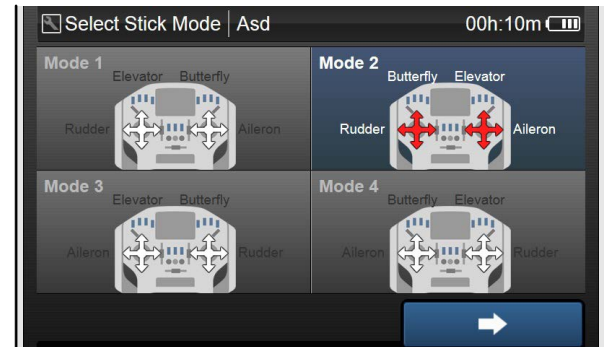 Select Stick Mode | Asd 00h:10m
Mode 1
Elevator Butterfly
Rudder Aileron
Mode 2
Butterfly Elevator
Rudder Aileron
Mode 3
Elevator Butterfly
Aileron Rudder
Mode 4
Butterfly Elevator
Aileron Rudder